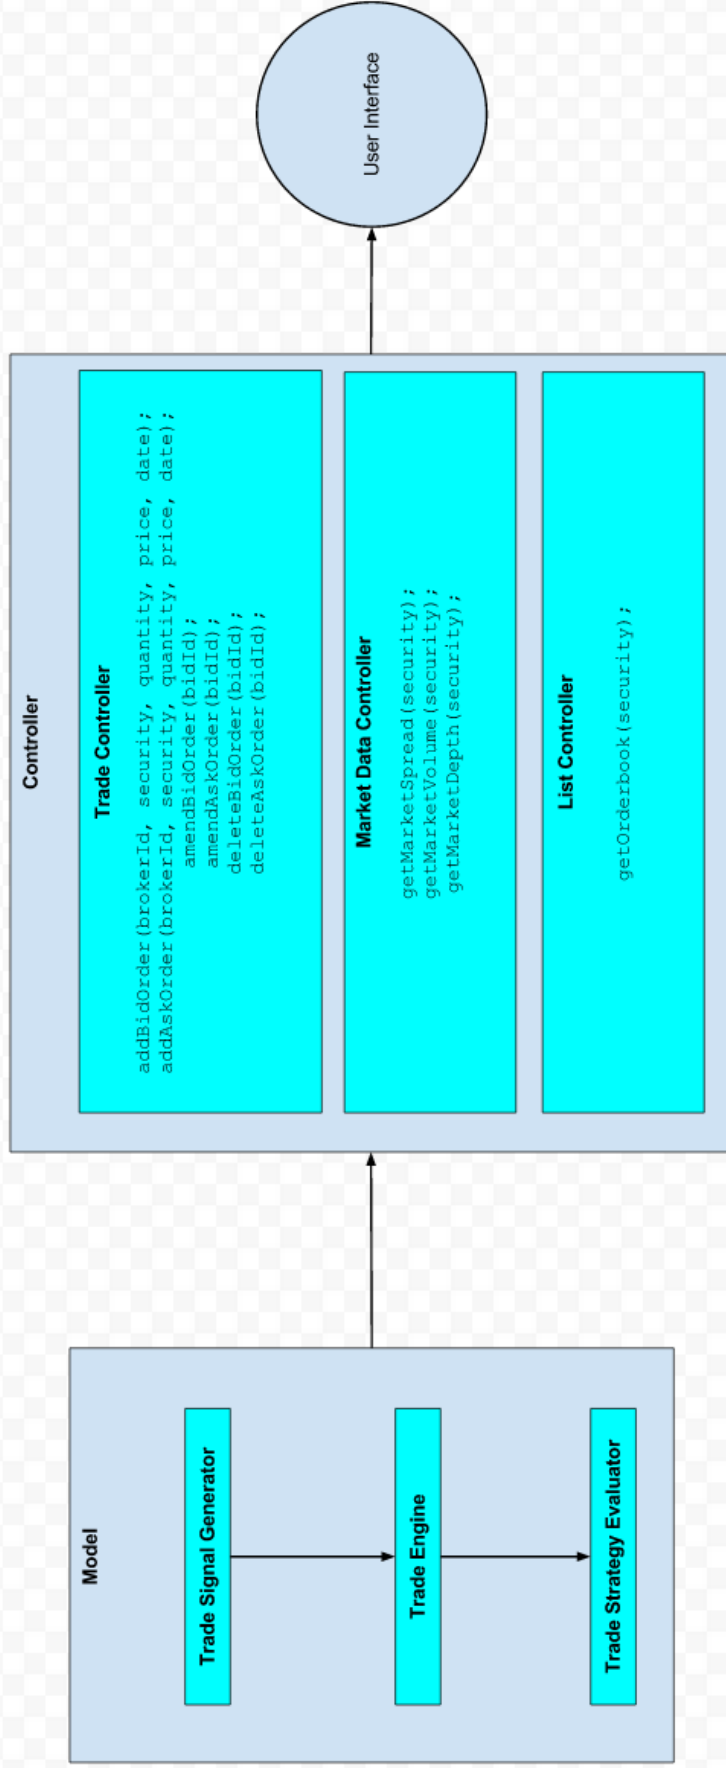 Model
Trade Signal Generator
Trade Engine
Trade Strategy Evaluator
Controller
Trade Controller
addBidOrder(brokerId, security, quantity, price, date);
addAskOrder(brokerId, security, quantity, price, date);
amendBidOrder(bidId);
amendAskOrder(bidId);
deleteBidOrder(bidId);
deleteAskOrder(bidId);
Market Data Controller
getMarketSpread(security);
getMarketVolume(security);
getMarketDepth(security);
List Controller
getOrderbook(security);
User Interface